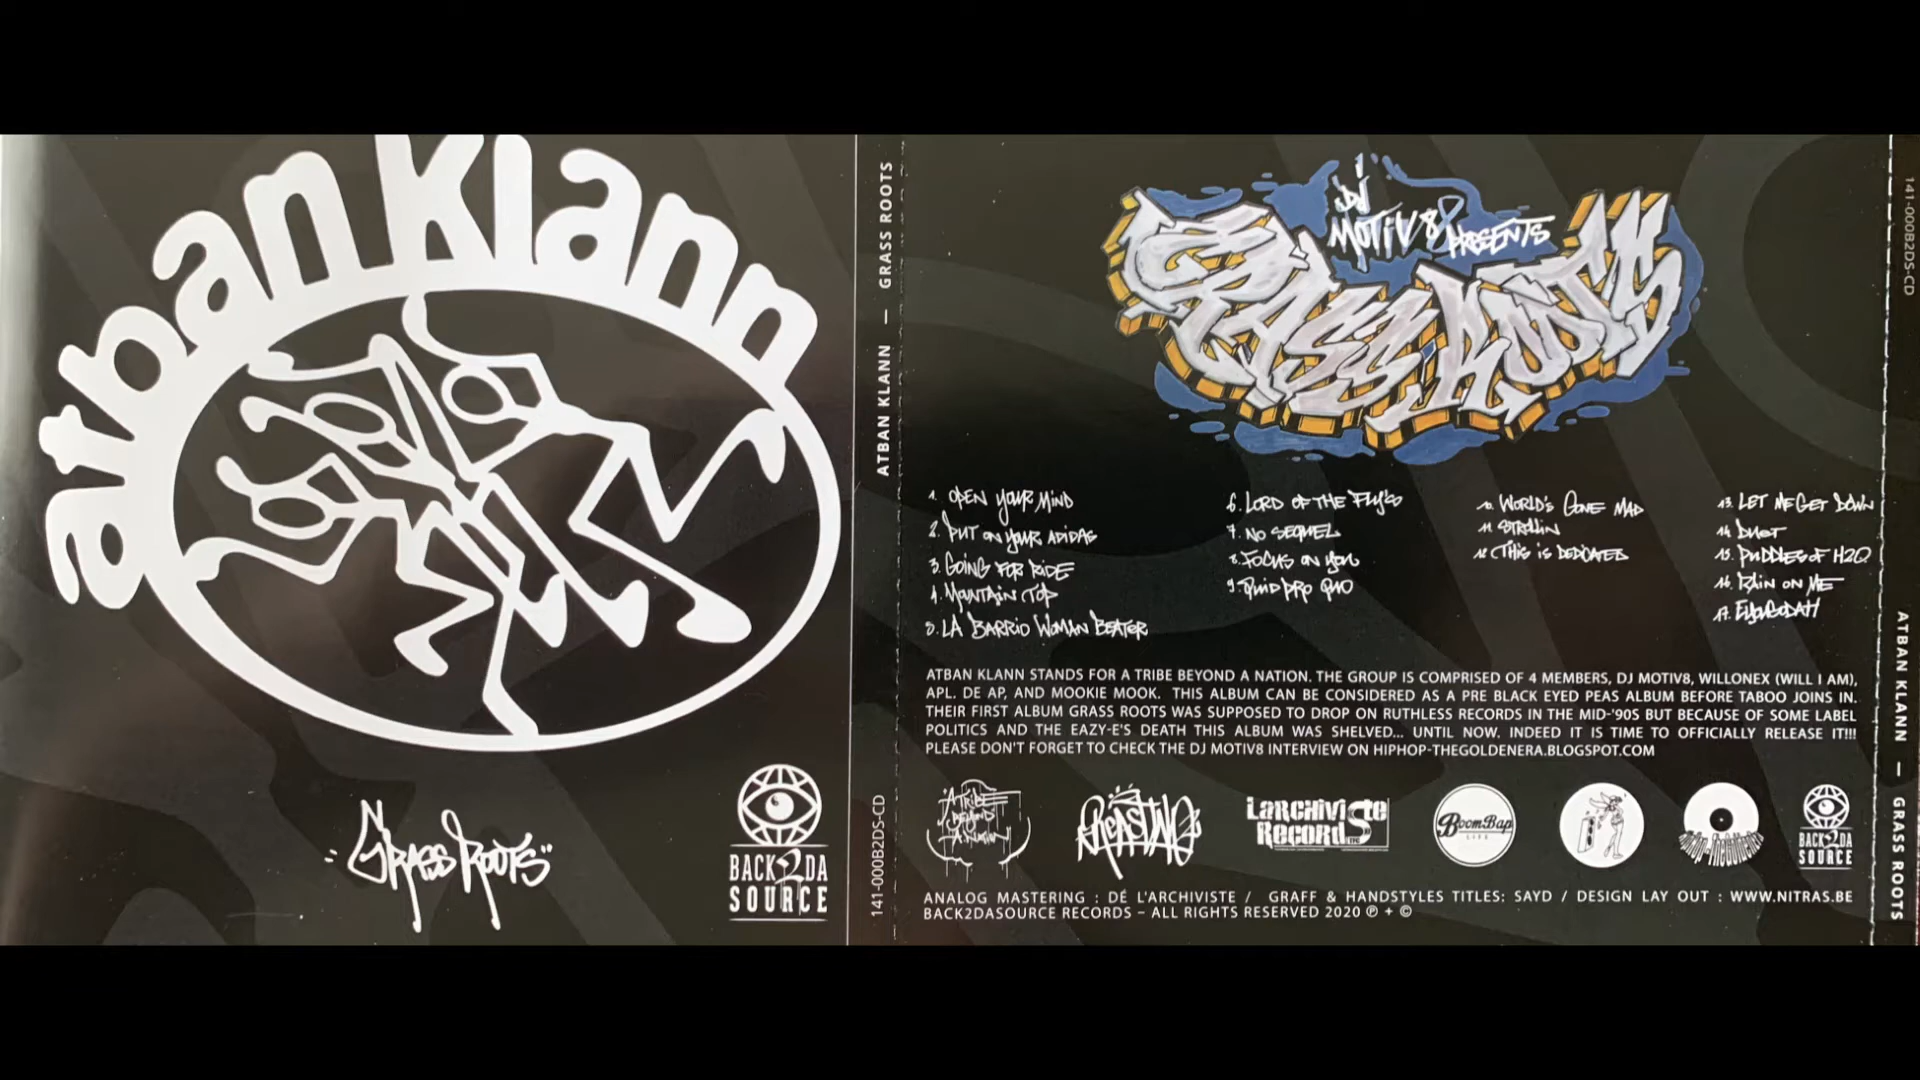 atban klann
"GRASS ROOTS"
BACK2DA
SOURCE
ATBAN KLANN — GRASS ROOTS
141-000B2DS-CD
DJ
MOTIV8 PRESENTS
GRASS ROOTS
1. OPEN YOUR MIND
2. PUT ON YOUR ADIDAS
3. GOING FOR RIDE
4. MOUNTAIN TOP
5. LA BARRIO WOMAN BEATER
6. LORD OF THE FLY'S
7. NO SEQUEL
8. FOCUS ON YOU
9. QUID PRO QUO
10. WORLD'S GONE MAD
11. STROLLIN
12. THIS IS DEDICATED
13. LET ME GET DOWN
14. DUOT
15. PUDDLES OF H2O
16. RAIN ON ME
17.
ATBAN KLANN STANDS FOR A TRIBE BEYOND A NATION. THE GROUP IS COMPRISED OF 4 MEMBERS, DJ MOTIV8, WILLONEX (WILL I AM),
APL. DE AP, AND MOOKIE MOOK. THIS ALBUM CAN BE CONSIDERED AS A PRE BLACK EYED PEAS ALBUM BEFORE TABOO JOINS IN.
THEIR FIRST ALBUM GRASS ROOTS WAS SUPPOSED TO DROP ON RUTHLESS RECORDS IN THE MID-'90S BUT BECAUSE OF SOME LABEL
POLITICS AND THE EAZY-E'S DEATH THIS ALBUM WAS SHELVED... UNTIL NOW. INDEED IT IS TIME TO OFFICIALLY RELEASE IT!!!
PLEASE DON'T FORGET TO CHECK THE DJ MOTIV8 INTERVIEW ON HIPHOP-THEGOLDENERA.BLOGSPOT.COM
A TRIBE
BEYOND
A NATION
LARCHIVISTE
RECORDS
BoomBap
LIFE
BACK2DA
SOURCE
ANALOG MASTERING : DÉ L'ARCHIVISTE / GRAFF & HANDSTYLES TITLES: SAYD / DESIGN LAY OUT : WWW.NITRAS.BE
BACK2DASOURCE RECORDS – ALL RIGHTS RESERVED 2020 ℗ + ©
141-000B2DS-CD
ATBAN KLANN — GRASS ROOTS